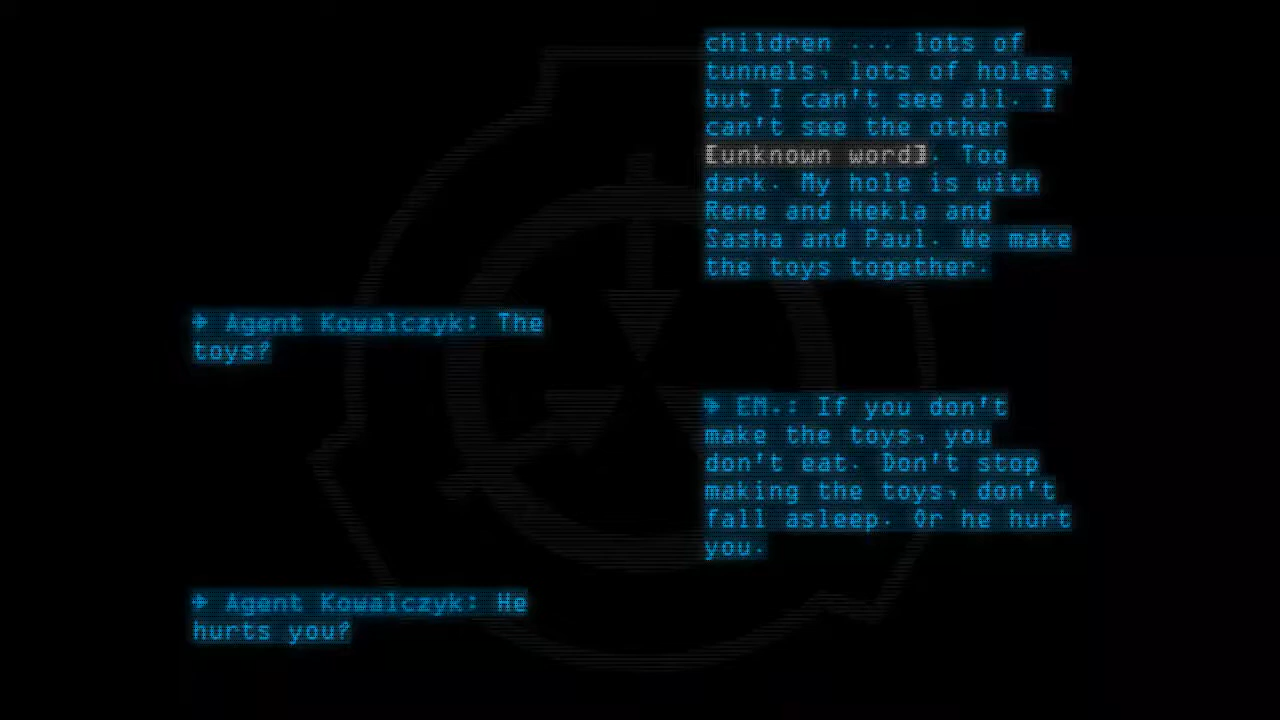 children ... lots of
tunnels, lots of holes,
but I can't see all. I
can't see the other
[unknown word]. Too
dark. My hole is with
Rene and Hekla and
Sasha and Paul. We make
the toys together.
+ Agent Kowalczyk: The
toys?
► EM.: If you don't
make the toys, you
don't eat. Don't stop
making the toys, don't
fall asleep. Or he hurt
you.
+ Agent Kowalczyk: He
hurts you?